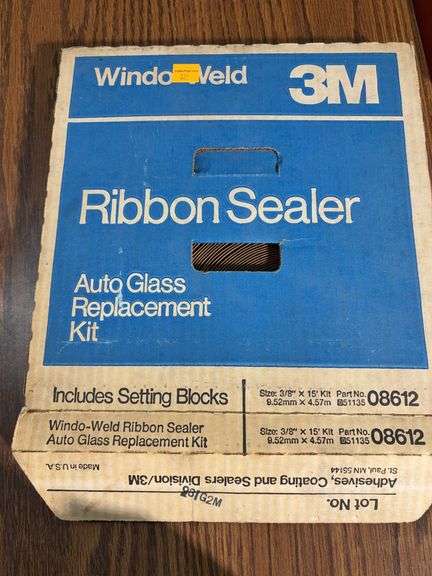 Windo-Weld 3M
Ribbon Sealer
Auto Glass
Replacement
Kit
Includes Setting Blocks
Size: 3/8" X 15' Kit Part No. 08612
9.52mm X 4.57m 51135
Windo-Weld Ribbon Sealer
Auto Glass Replacement Kit
Size: 3/8" X 15' Kit Part No. 08612
9.52mm X 4.57m 51135
Lot No.
Adhesives, Coating and Sealers Division/3M
St. Paul, MN 55144
Made in U.S.A.